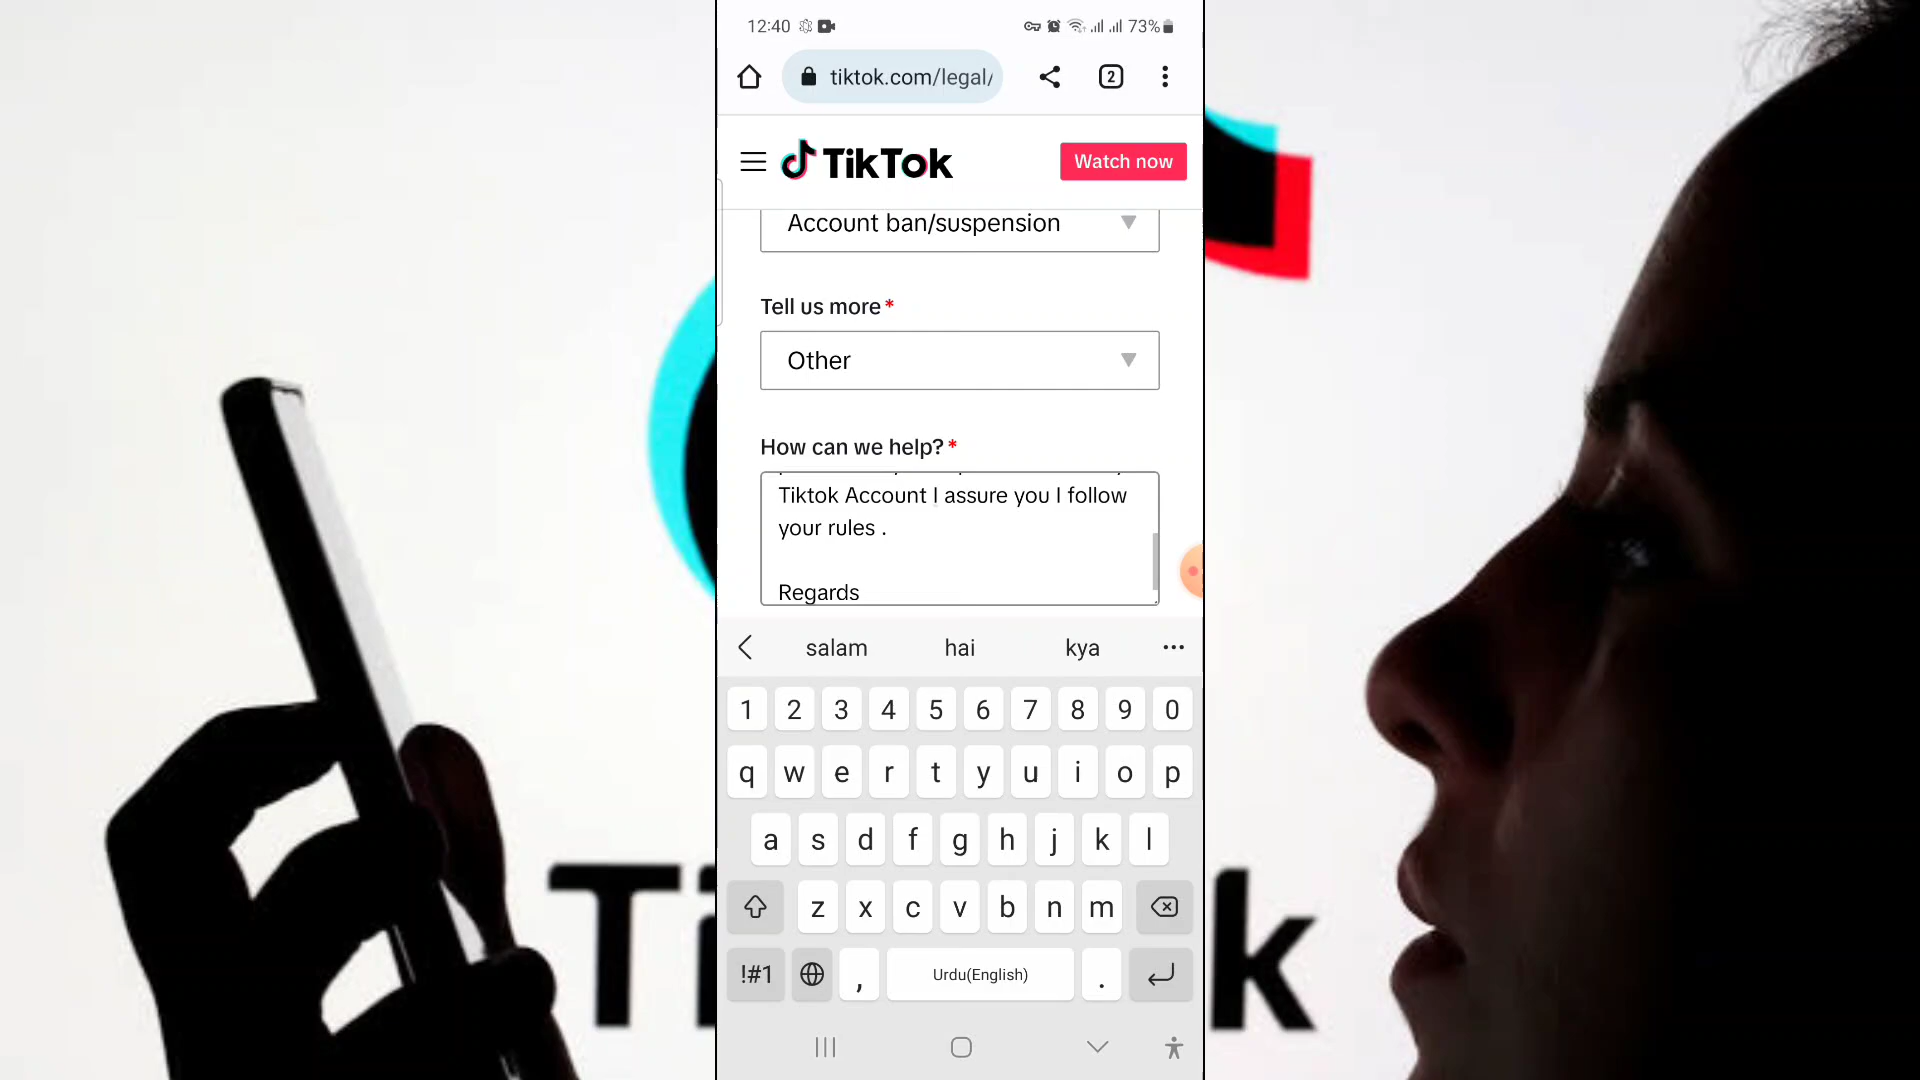 12:40
73%
tiktok.com/legal/
2
TikTok
Watch now
Account ban/suspension
Tell us more*
Other
How can we help?*
Tiktok Account I assure you I follow
your rules .
Regards
salam hai kya
1 2 3 4 5 6 7 8 9 0
q w e r t y u i o p
a s d f g h j k l
z x c v b n m
!#1 , Urdu(English) .
Ti
k